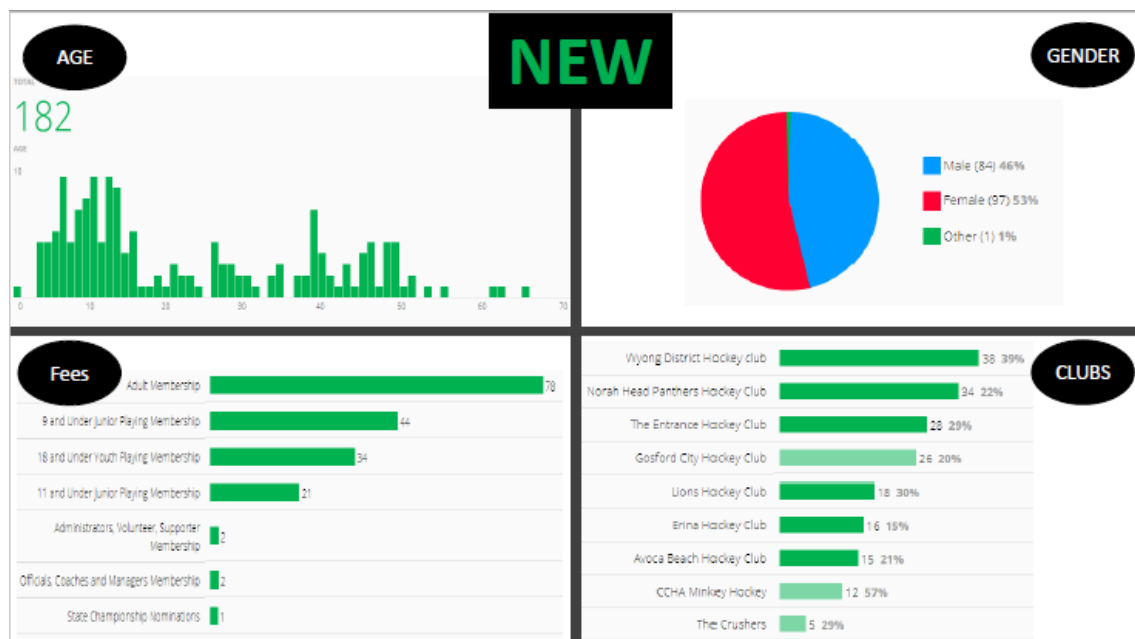 AGE
NEW
GENDER
TOTAL
182
AGE
10
0 10 20 30 40 50 60 70
Male (84) 46%
Female (97) 53%
Other (1) 1%
Fees
Adult Membership 78
9 and Under Junior Playing Membership 44
18 and Under Youth Playing Membership 34
11 and Under Junior Playing Membership 21
Administrators, Volunteer, Supporter
Membership 2
Officials, Coaches and Managers Membership 2
State Championship Nominations 1
CLUBS
Wyong District Hockey club 38 39%
Norah Head Panthers Hockey Club 34 22%
The Entrance Hockey Club 28 29%
Gosford City Hockey Club 26 20%
Lions Hockey Club 18 30%
Erina Hockey Club 16 15%
Avoca Beach Hockey Club 15 21%
CCHA Minkey Hockey 12 57%
The Crushers 5 29%